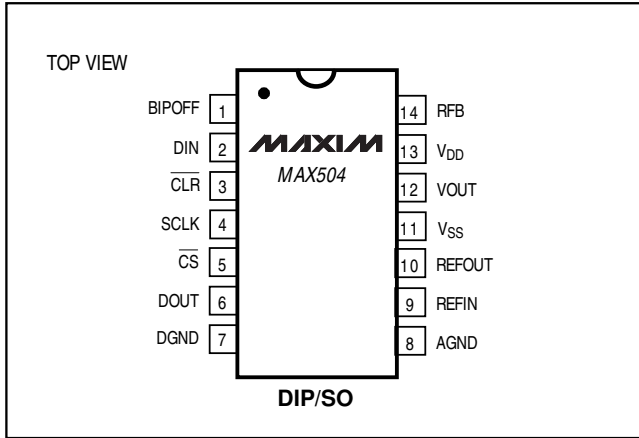 TOP VIEW
BIPOFF 1
DIN 2
CLR 3
SCLK 4
CS 5
DOUT 6
DGND 7
MAXIM
MAX504
14 RFB
13 VDD
12 VOUT
11 VSS
10 REFOUT
9 REFIN
8 AGND
DIP/SO